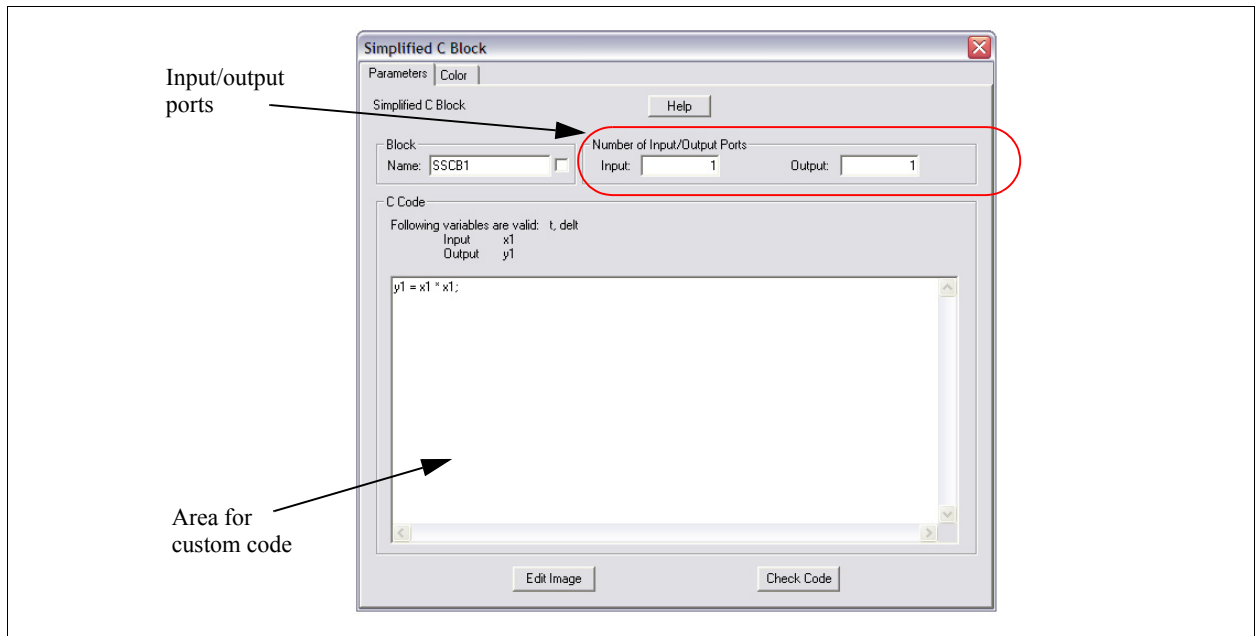 Simplified C Block
Input/output
ports
Parameters Color
Simplified C Block Help
Block
Name: SSCB1
Number of Input/Output Ports
Input: 1 Output: 1
C Code
Following variables are valid: t, delt
Input x1
Output y1
y1 = x1 * x1;
Area for
custom code
Edit Image Check Code